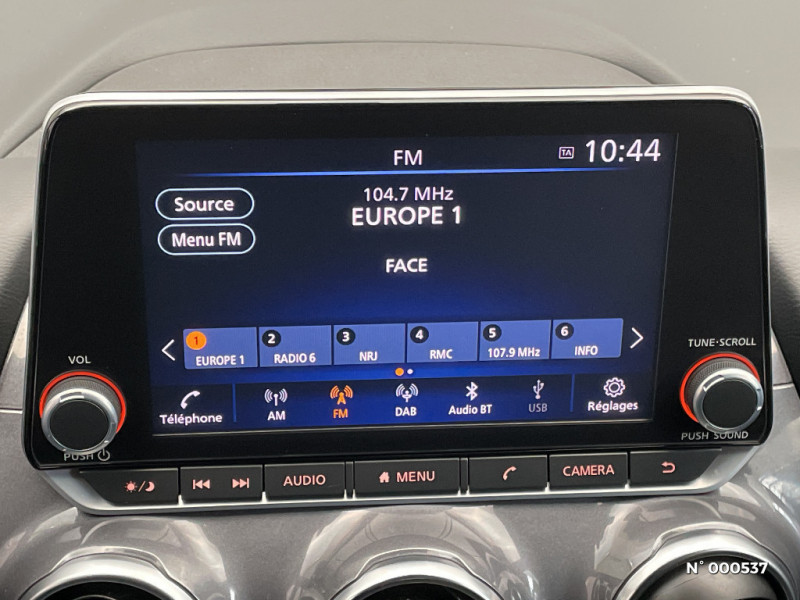 FM
TA 10:44
Source
104.7 MHz
EUROPE 1
Menu FM
FACE
1 EUROPE 1
2 RADIO 6
3 NRJ
4 RMC
5 107.9 MHz
6 INFO
Téléphone
AM
FM
DAB
Audio BT
USB
Réglages
VOL
PUSH
TUNE·SCROLL
PUSH SOUND
AUDIO
MENU
CAMERA
N° 000537